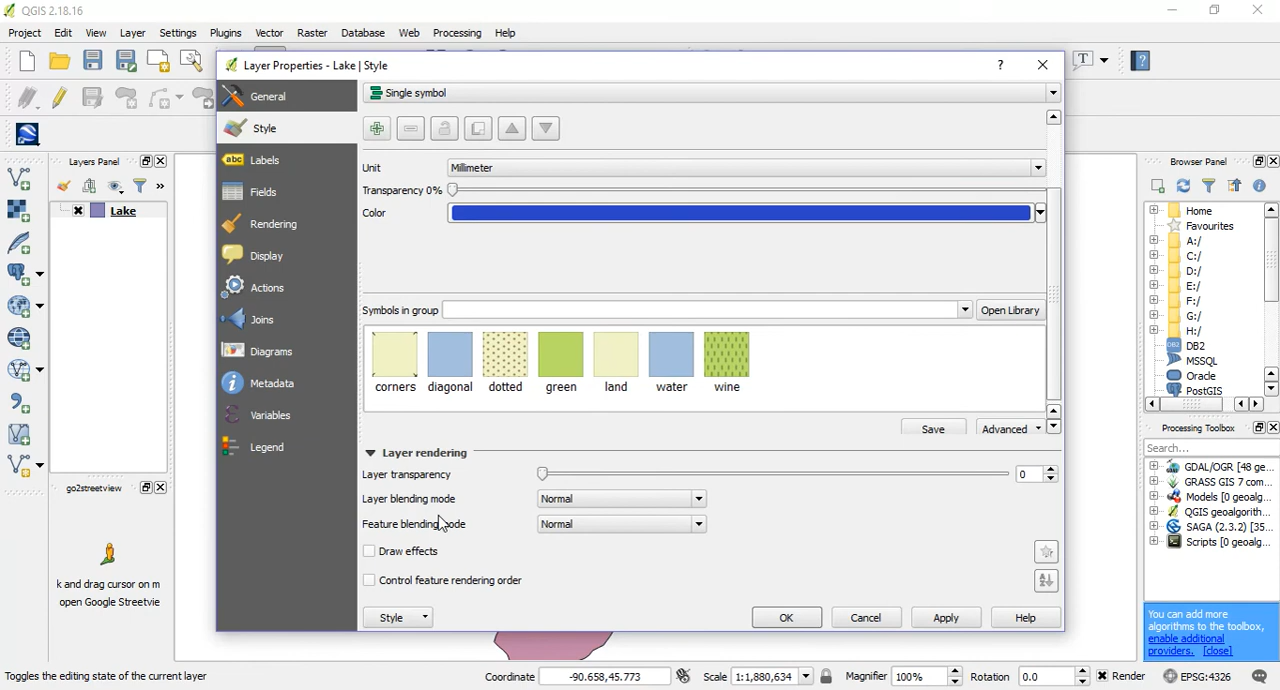 QGIS 2.18.16
Project Edit View Layer Settings Plugins Vector Raster Database Web Processing Help
Layer Properties - Lake | Style
?
General
Single symbol
Style
Layers Panel
Browser Panel
abc Labels
Unit Millimeter
Transparency 0%
Fields
Color
Lake
Home
Rendering
Favourites
A:/
Display
C:/
D:/
Actions
E:/
Symbols in group
Open Library
F:/
Joins
G:/
H:/
Diagrams
DB2
MSSQL
corners diagonal dotted green land water wine
Metadata
Oracle
PostGIS
Variables
Save Advanced
Processing Toolbox
Legend
Layer rendering
Search...
Layer transparency
0
GDAL/OGR [48 ge...
GRASS GIS 7 com...
go2streetview
Layer blending mode Normal
Models [0 geoalg...
QGIS geoalgorith...
Feature blending mode Normal
SAGA (2.3.2) [35...
Draw effects
Scripts [0 geoalg...
k and drag cursor on m
Control feature rendering order
open Google Streetvie
Style
OK Cancel Apply Help
You can add more
algorithms to the toolbox,
enable additional
providers. [close]
Toggles the editing state of the current layer
Coordinate -90.658,45.773 Scale 1:1,880,634 Magnifier 100% Rotation 0.0 Render EPSG:4326